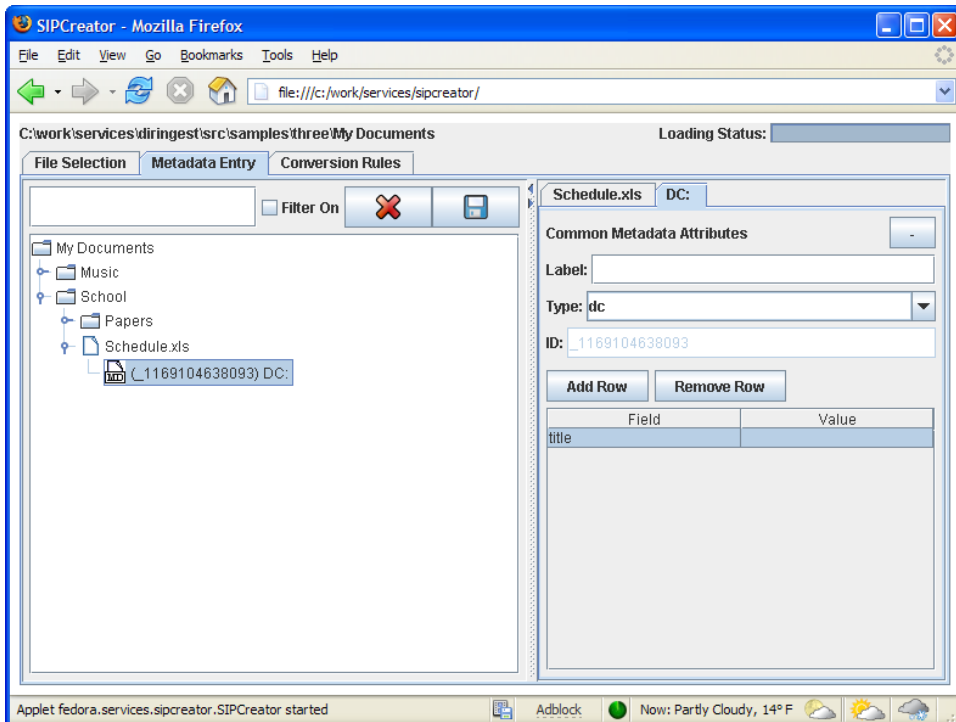 SIPCreator - Mozilla Firefox
File Edit View Go Bookmarks Tools Help
file:///c:/work/services/sipcreator/
C:\work\services\diringest\src\samples\three\My Documents Loading Status:
File Selection Metadata Entry Conversion Rules
Filter On
My Documents
Music
School
Papers
Schedule.xls
MD (_1169104638093) DC:
Schedule.xls DC:
Common Metadata Attributes -
Label:
Type: dc
ID: _1169104638093
Add Row Remove Row
Field Value
title
Applet fedora.services.sipcreator.SIPCreator started Adblock Now: Partly Cloudy, 14° F